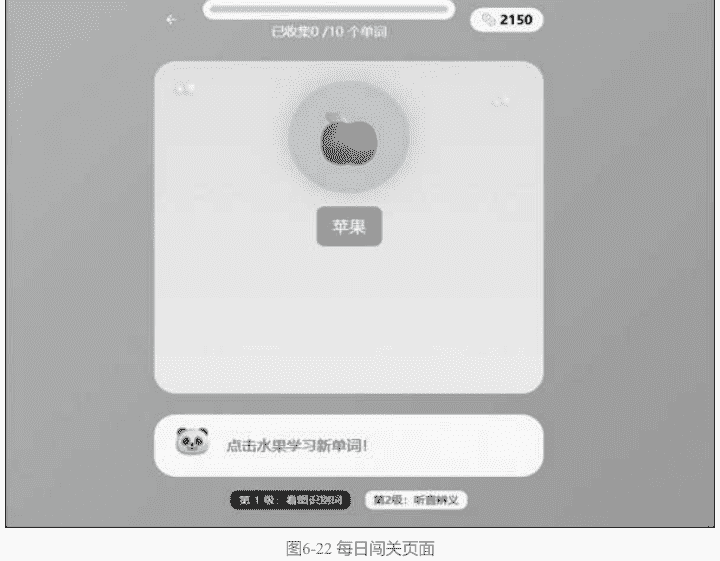 已收集0 /10 个单词
2150
苹果
点击水果学习新单词!
第 1 级：看图识词
第2级：听音辨义
图6-22 每日闯关页面